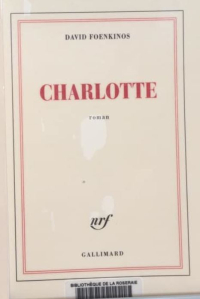 DAVID FOENKINOS
CHARLOTTE
roman
nrf
GALLIMARD
BIBLIOTHÈQUE DE LA ROSERAIE